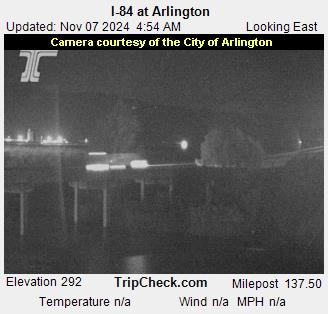 I-84 at Arlington
Updated: Nov 07 2024 4:54 AM Looking East
Camera courtesy of the City of Arlington
Elevation 292 TripCheck.com Milepost 137.50
Temperature n/a Wind n/a MPH n/a